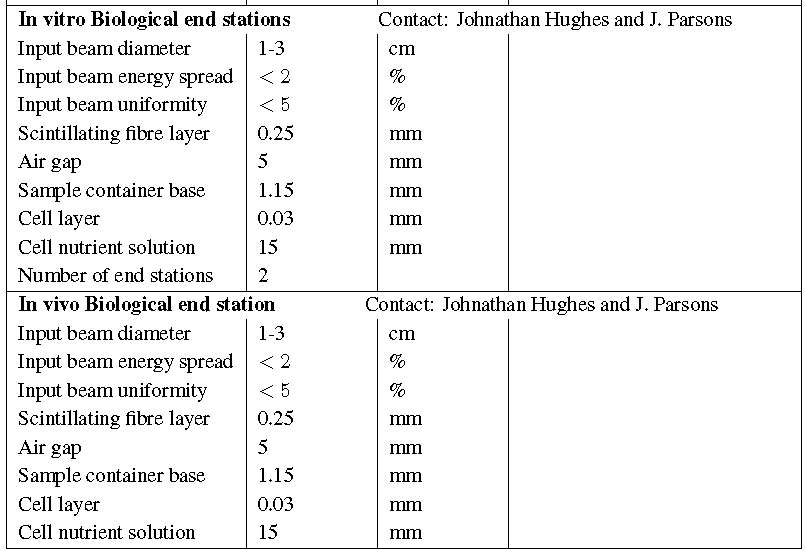 In vitro Biological end stations Contact: Johnathan Hughes and J. Parsons
Input beam diameter 1-3 cm
Input beam energy spread < 2 %
Input beam uniformity < 5 %
Scintillating fibre layer 0.25 mm
Air gap 5 mm
Sample container base 1.15 mm
Cell layer 0.03 mm
Cell nutrient solution 15 mm
Number of end stations 2
In vivo Biological end station Contact: Johnathan Hughes and J. Parsons
Input beam diameter 1-3 cm
Input beam energy spread < 2 %
Input beam uniformity < 5 %
Scintillating fibre layer 0.25 mm
Air gap 5 mm
Sample container base 1.15 mm
Cell layer 0.03 mm
Cell nutrient solution 15 mm